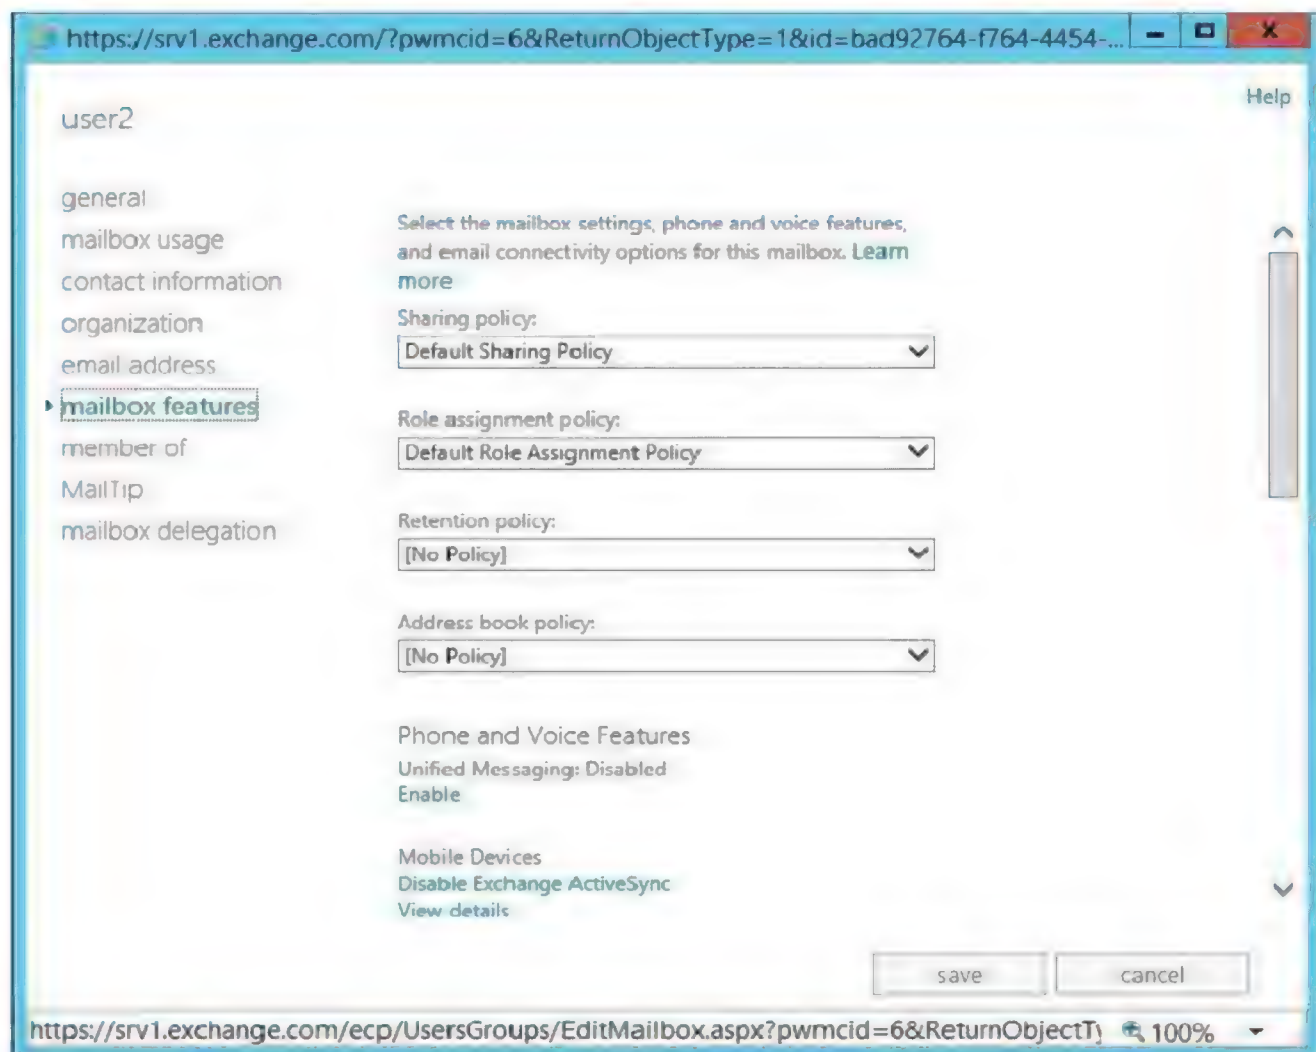 https://srv1.exchange.com/?pwmcid=6&ReturnObjectType=1&id=bad92764-f764-4454-...
Help
user2
general
mailbox usage
contact information
organization
email address
mailbox features
member of
MailTip
mailbox delegation
Select the mailbox settings, phone and voice features,
and email connectivity options for this mailbox. Learn
more
Sharing policy:
Default Sharing Policy
Role assignment policy:
Default Role Assignment Policy
Retention policy:
[No Policy]
Address book policy:
[No Policy]
Phone and Voice Features
Unified Messaging: Disabled
Enable
Mobile Devices
Disable Exchange ActiveSync
View details
save
cancel
https://srv1.exchange.com/ecp/UsersGroups/EditMailbox.aspx?pwmcid=6&ReturnObjectTy
100%